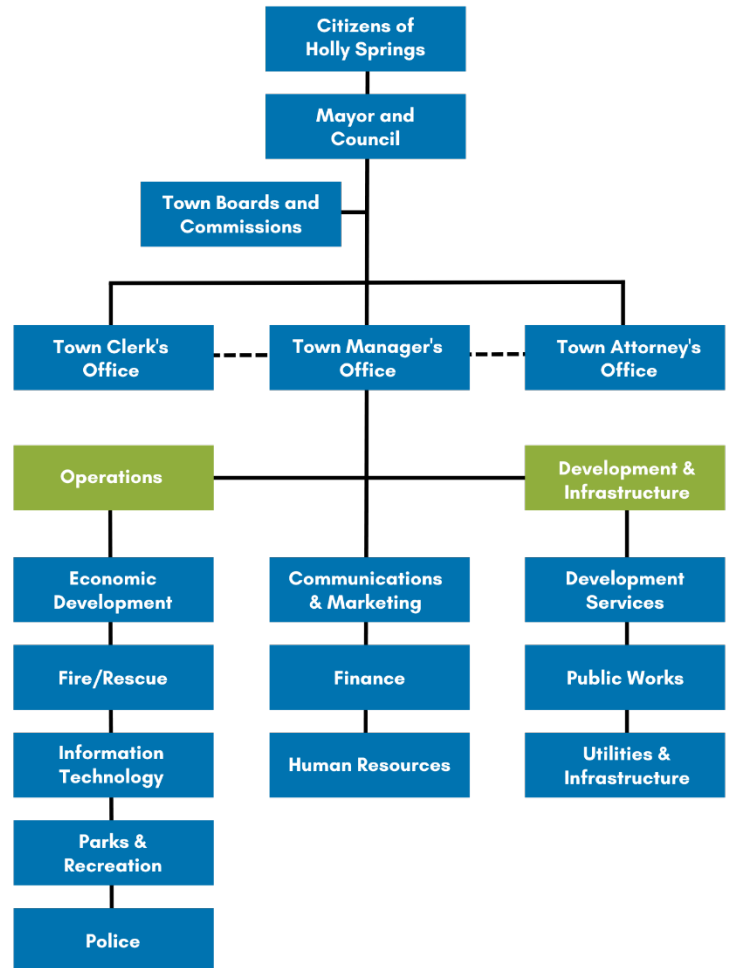 Citizens of
Holly Springs
Mayor and
Council
Town Boards and
Commissions
Town Clerk's
Office
Town Manager's
Office
Town Attorney's
Office
Operations
Development &
Infrastructure
Economic
Development
Communications
& Marketing
Development
Services
Fire/Rescue
Finance
Public Works
Information
Technology
Human Resources
Utilities &
Infrastructure
Parks &
Recreation
Police